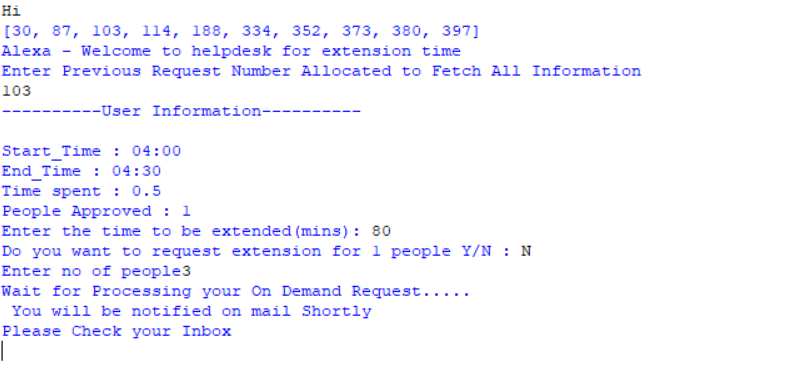 Hi
[30, 87, 103, 114, 188, 334, 352, 373, 380, 397]
Alexa - Welcome to helpdesk for extension time
Enter Previous Request Number Allocated to Fetch All Information
103
----------User Information----------
Start_Time : 04:00
End_Time : 04:30
Time spent : 0.5
People Approved : 1
Enter the time to be extended(mins): 80
Do you want to request extension for 1 people Y/N : N
Enter no of people3
Wait for Processing your On Demand Request.....
You will be notified on mail Shortly
Please Check your Inbox